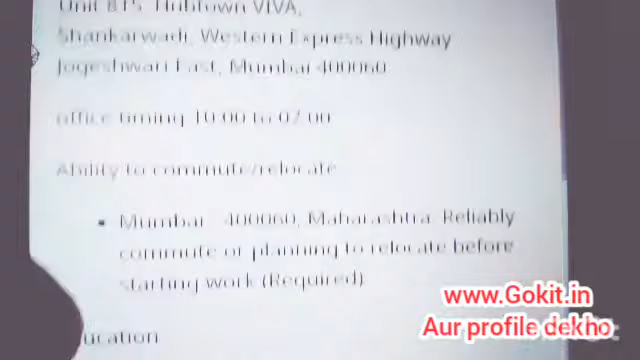 Unit 815, Hubtown VIVA,
Shankarwadi, Western Express Highway
Jogeshwari East, Mumbai 400060
office timing 10:00 to 07:00
Ability to commute/relocate
• Mumbai - 400060, Maharashtra: Reliably
commute or planning to relocate before
starting work (Required)
ucation
www.Gokit.in
Aur profile dekho